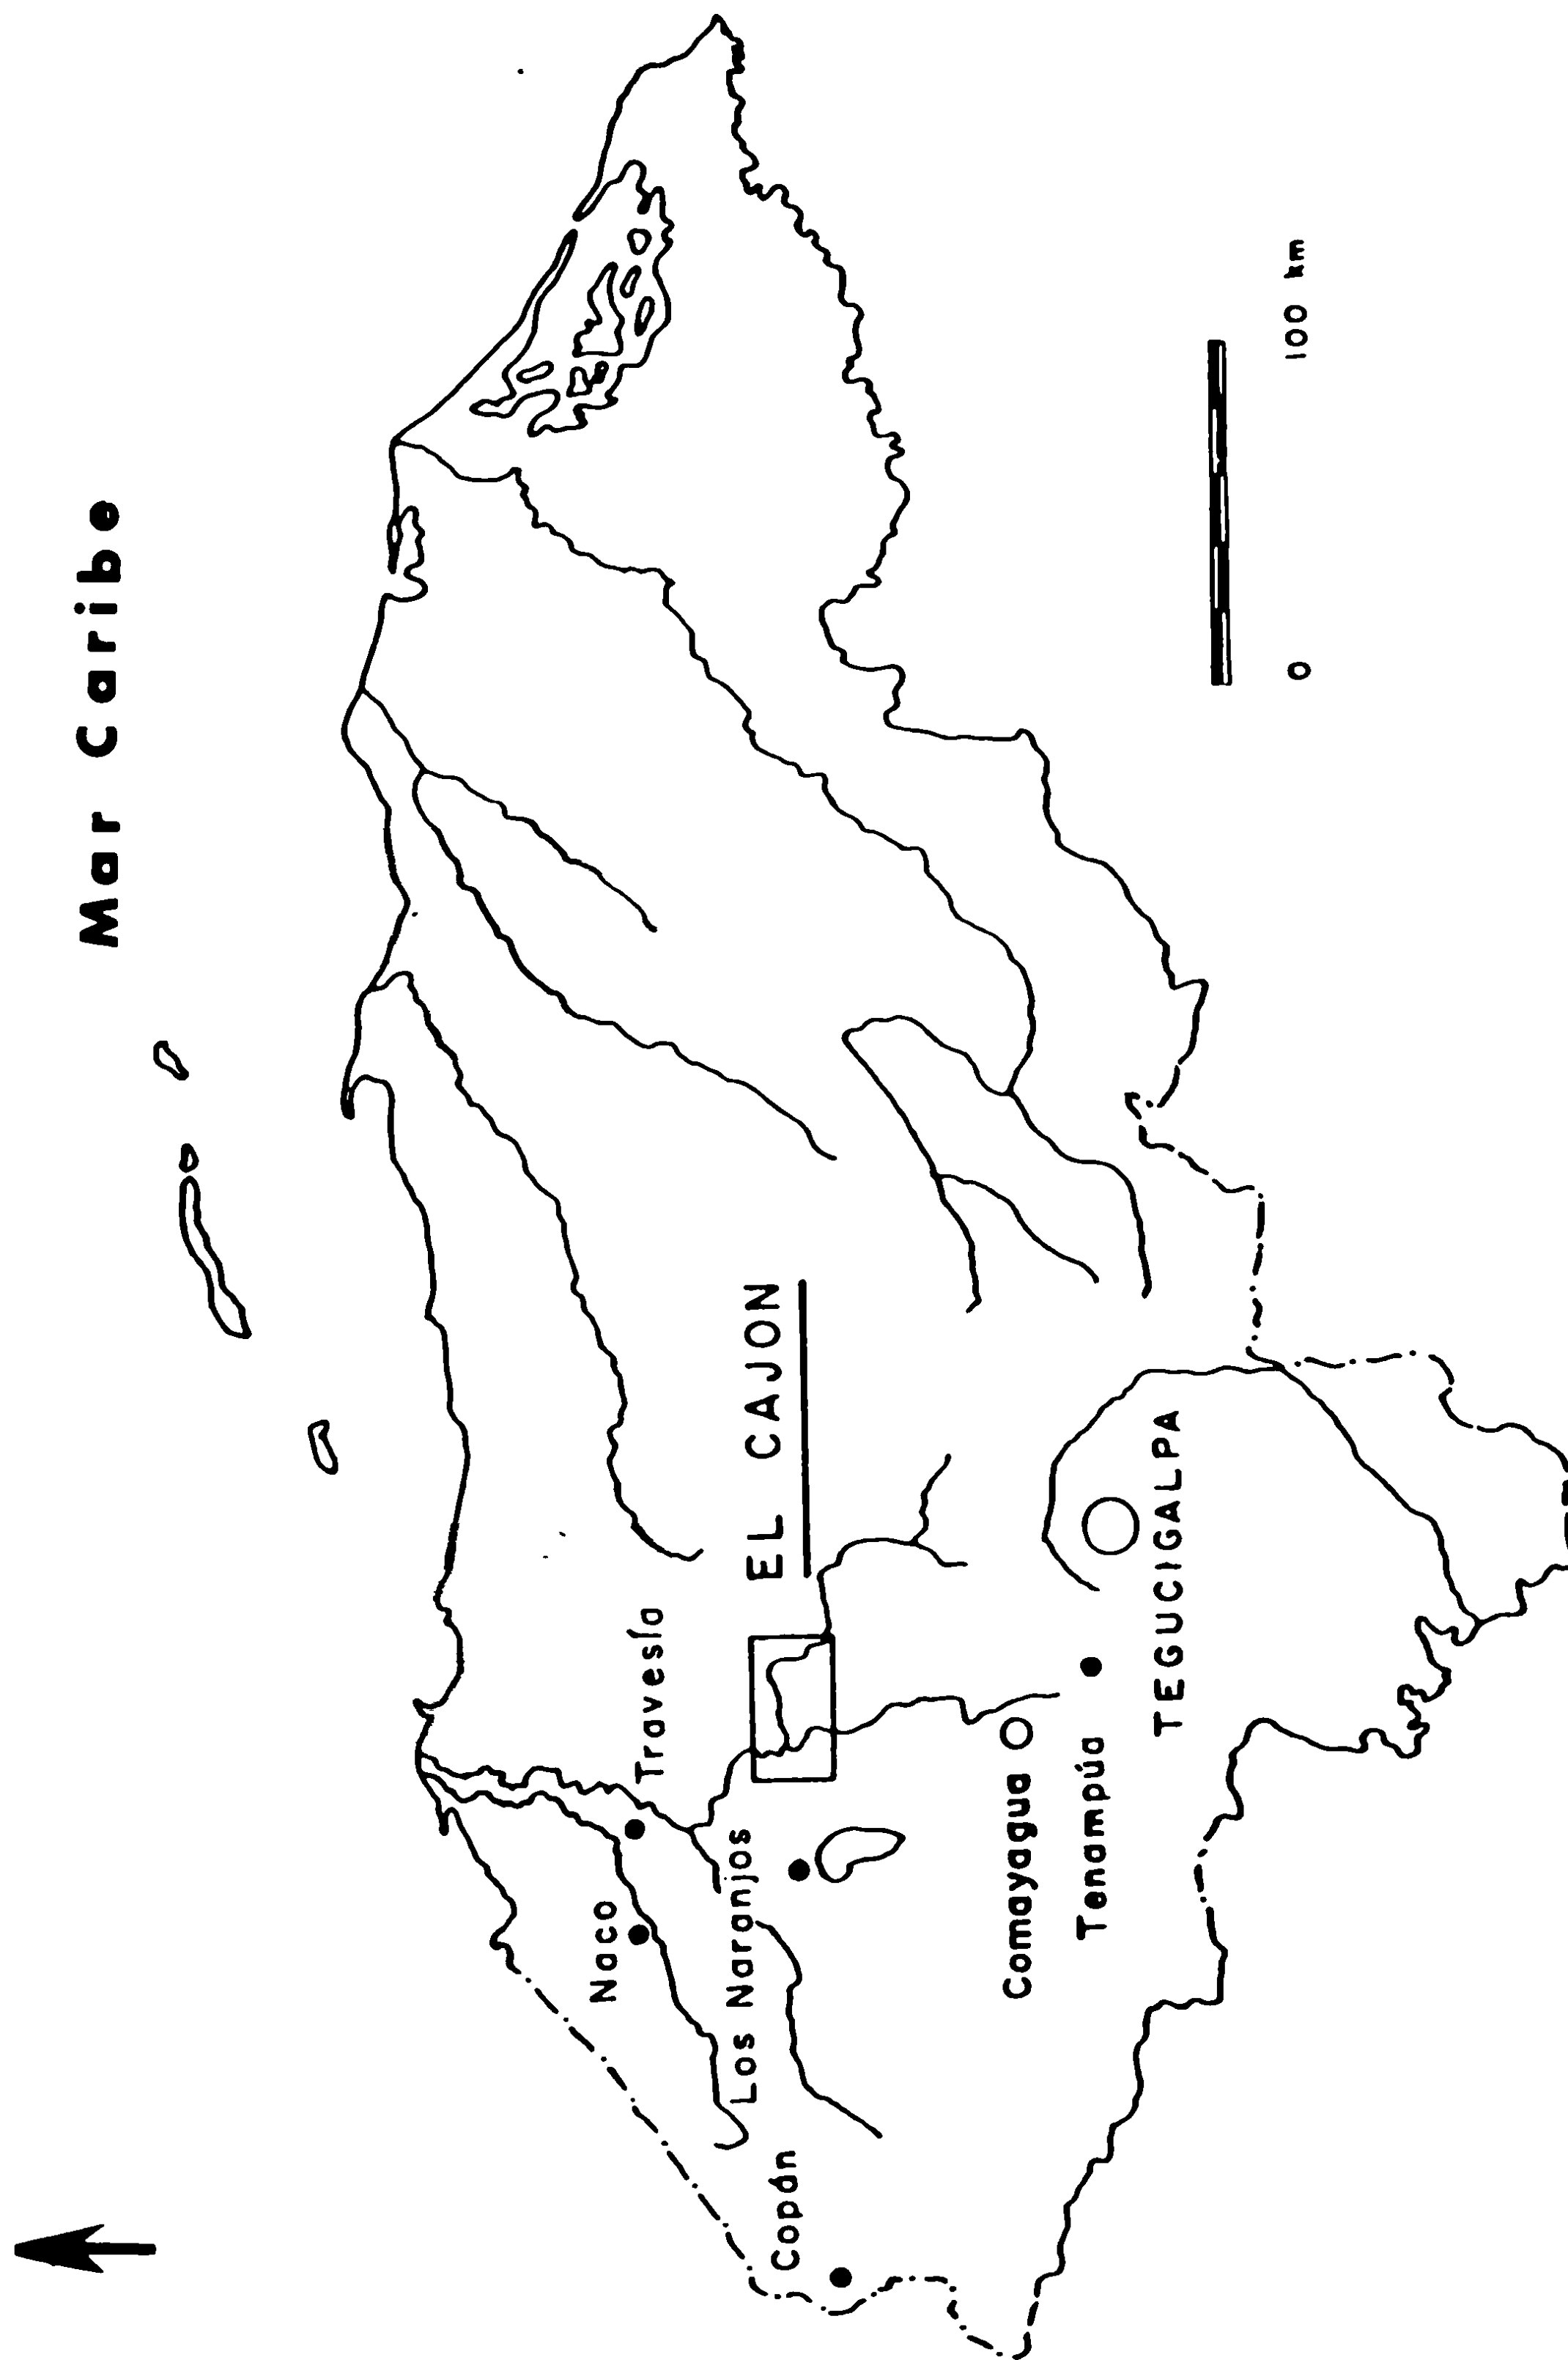 Mar Caribe
Travesía
EL CAJON
Naco
Los Naranjos
Copán
Comayagua
Tenampúa
TEGUCIGALPA
0
100 km